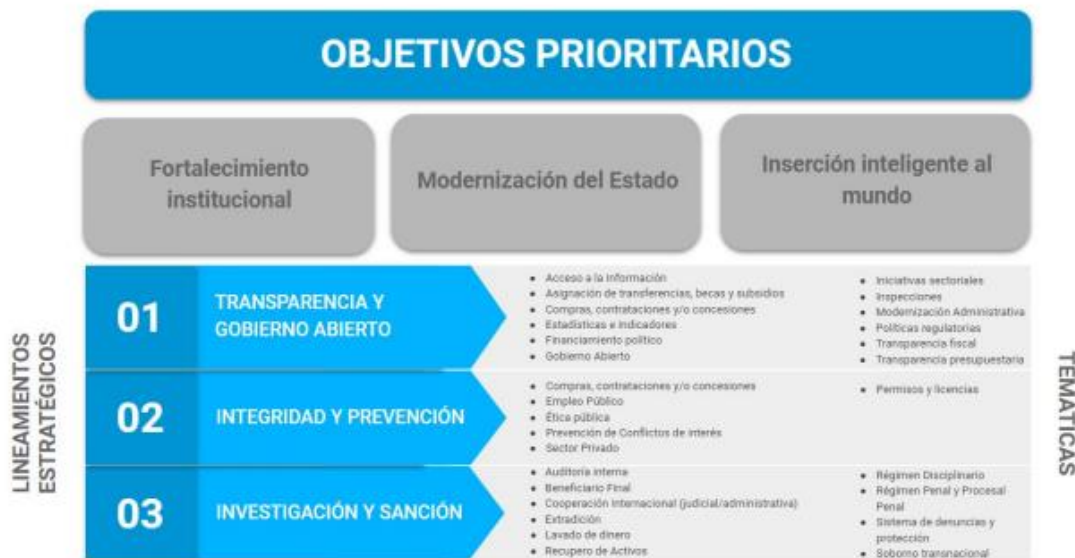 OBJETIVOS PRIORITARIOS
Fortalecimiento
institucional
Modernización del Estado
Inserción inteligente al
mundo
LINEAMIENTOS
ESTRATÉGICOS
01
TRANSPARENCIA Y
GOBIERNO ABIERTO
• Acceso a la Información
• Asignación de transferencias, becas y subsidios
• Compras, contrataciones y/o concesiones
• Estadísticas e indicadores
• Financiamiento político
• Gobierno Abierto
• Iniciativas sectoriales
• Inspecciones
• Modernización Administrativa
• Políticas regulatorias
• Transparencia fiscal
• Transparencia presupuestaria
02
INTEGRIDAD Y PREVENCIÓN
• Compras, contrataciones y/o concesiones
• Empleo Público
• Ética pública
• Prevención de Conflictos de interés
• Sector Privado
• Permisos y licencias
03
INVESTIGACIÓN Y SANCIÓN
• Auditoría interna
• Beneficiario Final
• Cooperación Internacional (judicial/administrativa)
• Extradición
• Lavado de dinero
• Recupero de Activos
• Régimen Disciplinario
• Régimen Penal y Procesal
Penal
• Sistema de denuncias y
protección
• Soborno transnacional
TEMATICAS